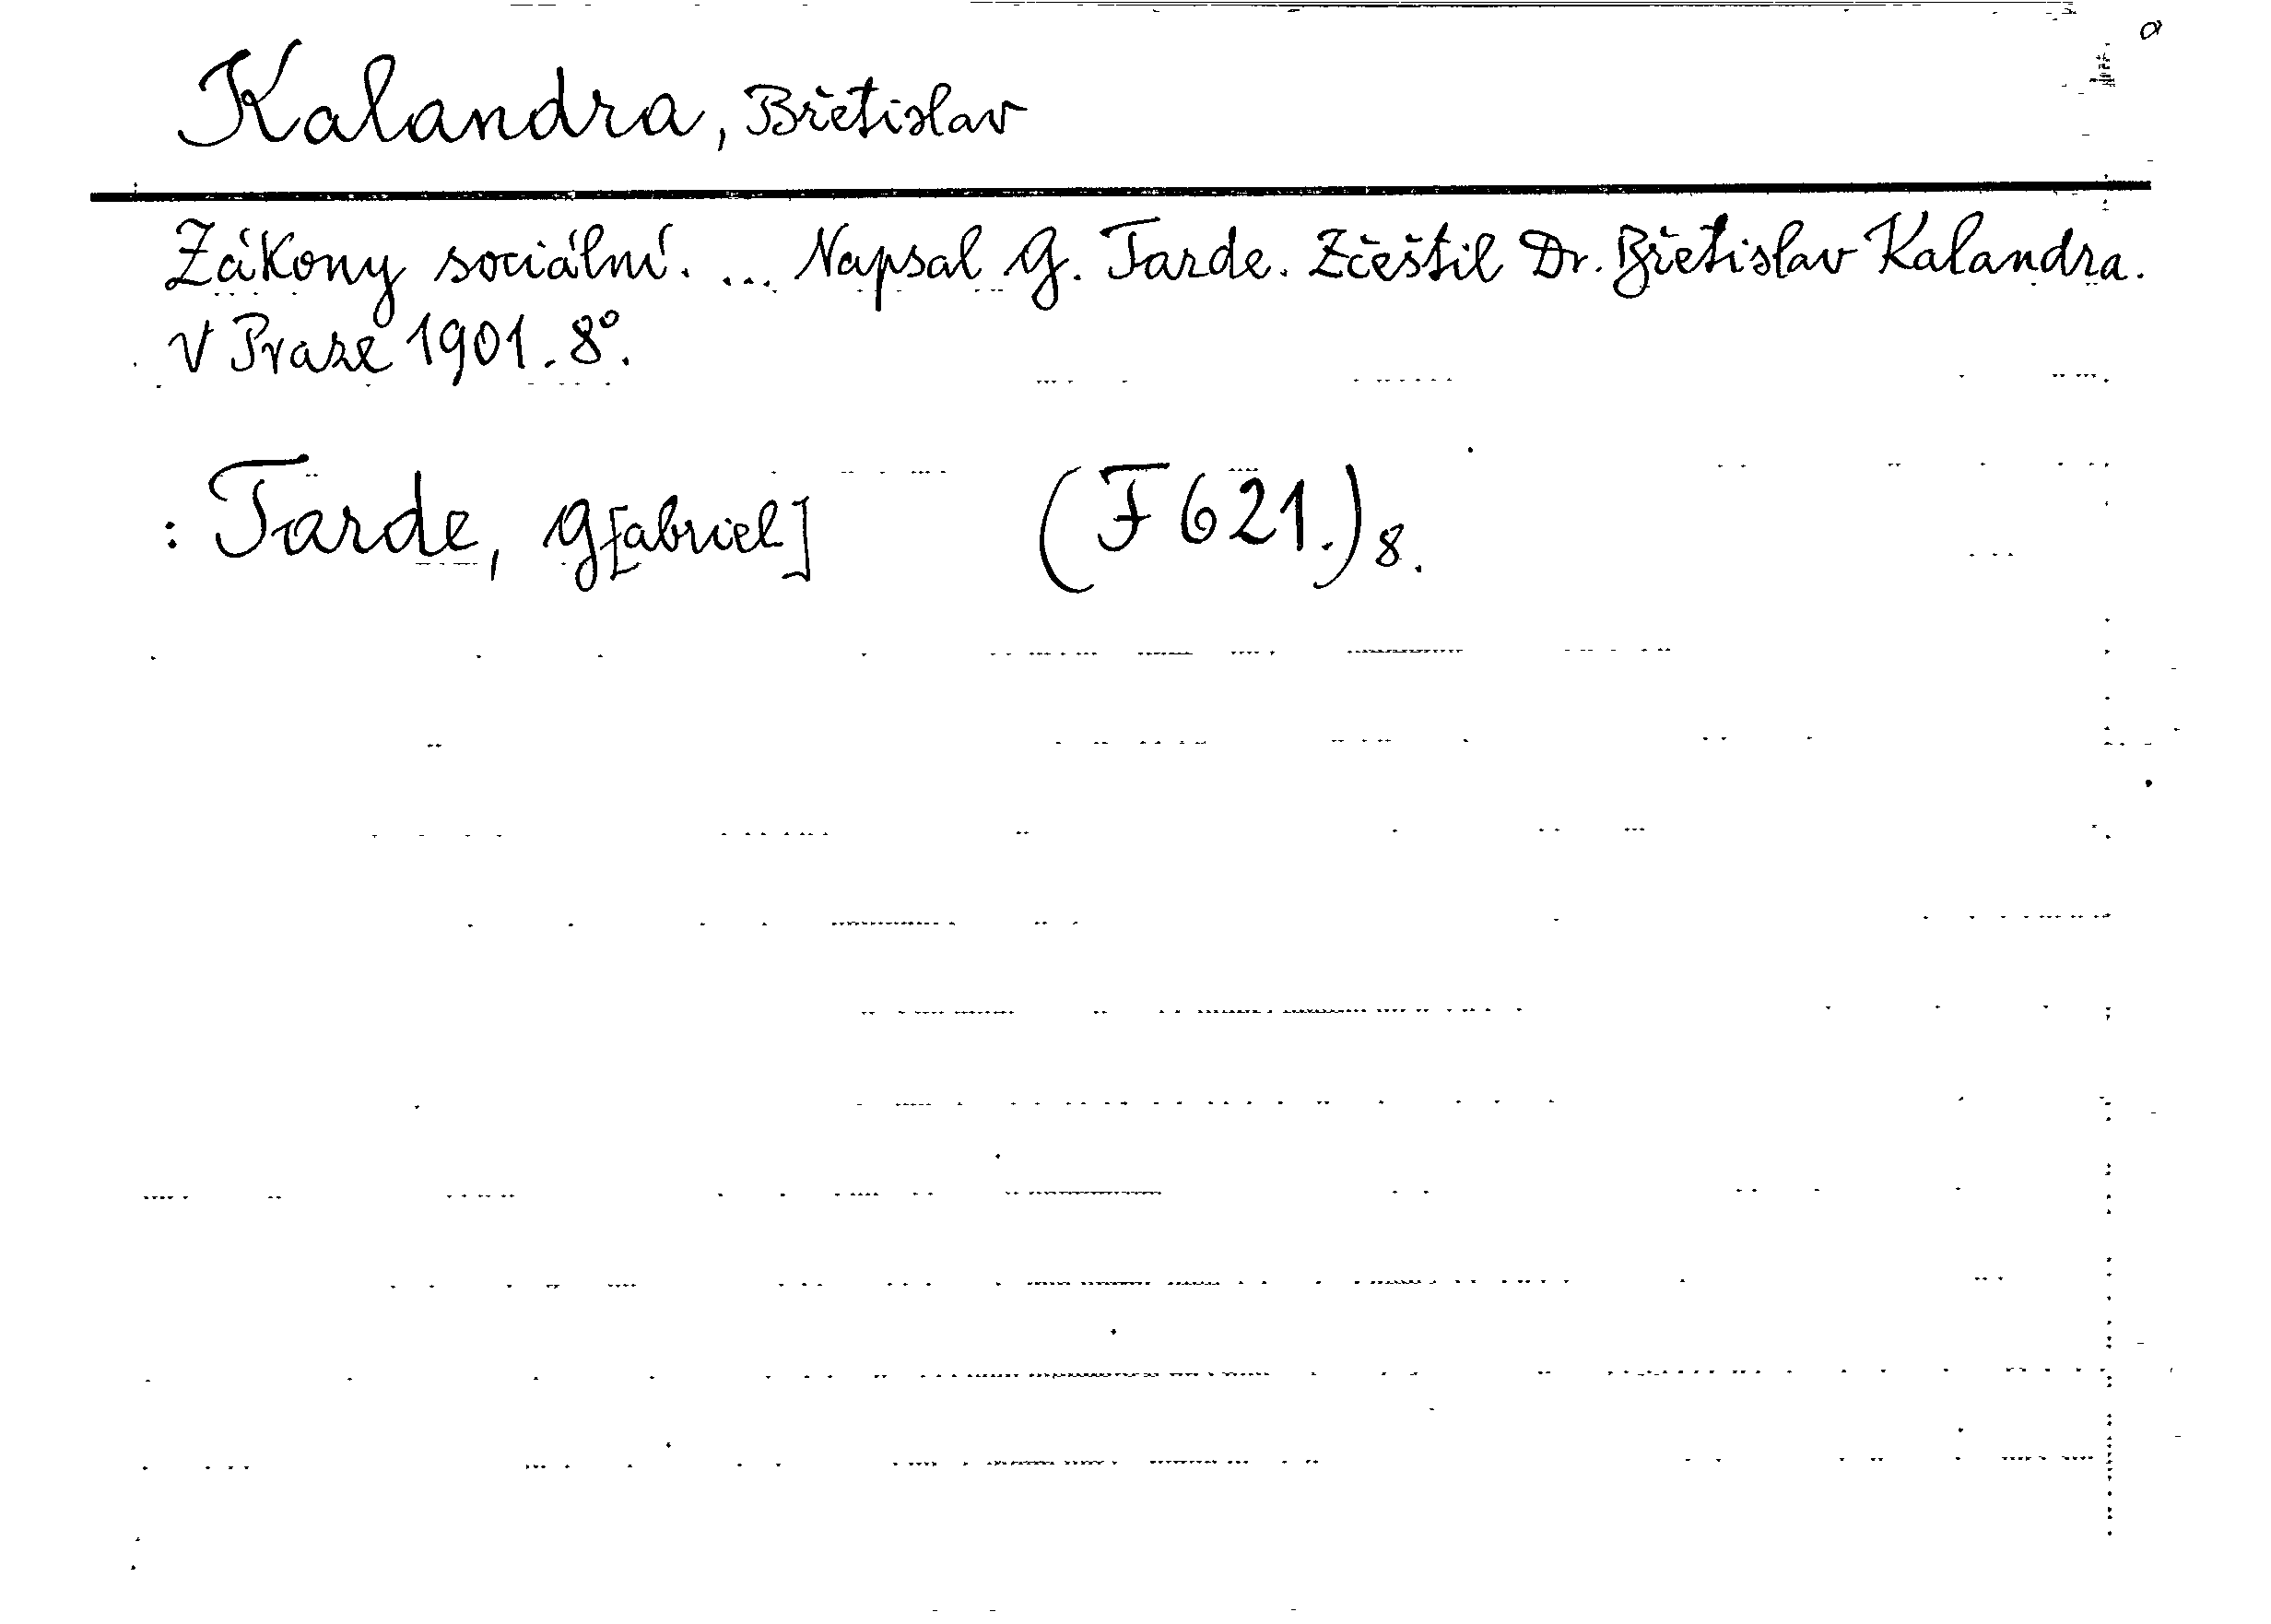 Kalandra, Břetislav
Zákony sociální. ... Napsal G. Tarde. Zčeštil Dr. Břetislav Kalandra.
V Praze 1901. 8°.
: Tarde, G[abriel] (F 621.)8.